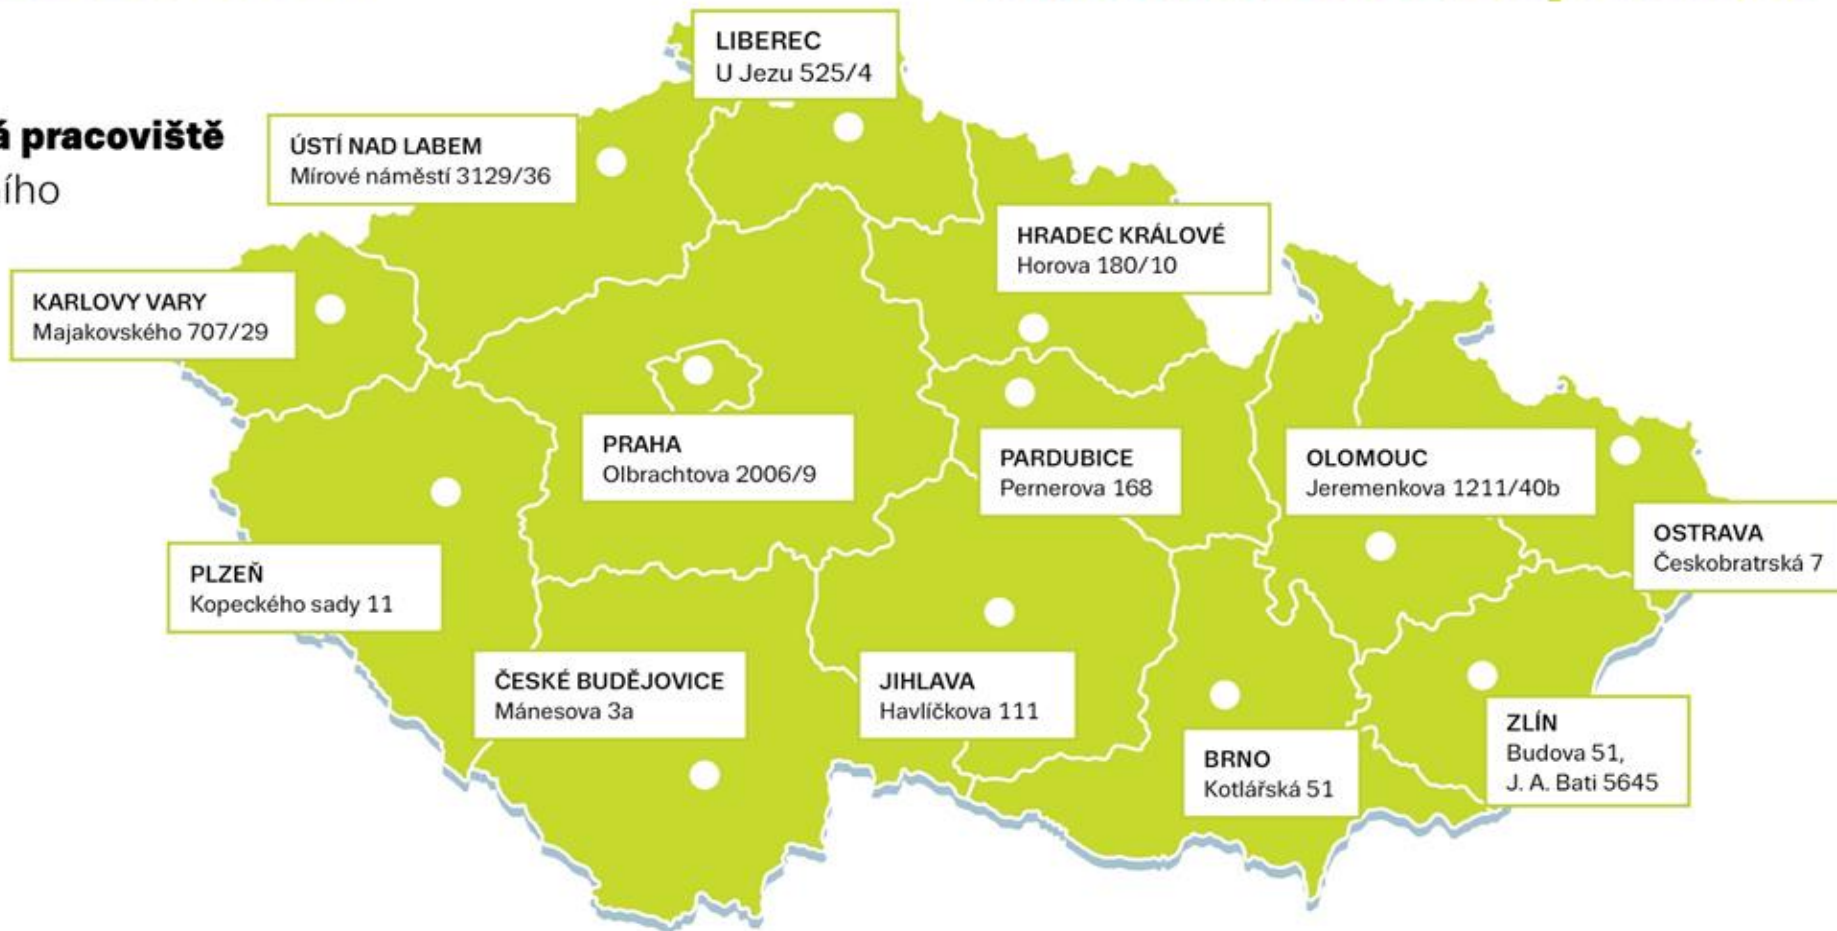 LIBEREC
U Jezu 525/4
pracoviště
ÚSTÍ NAD LABEM
Mírové náměstí 3129/36
HRADEC KRÁLOVÉ
Horova 180/10
KARLOVY VARY
Majakovského 707/29
PRAHA
Olbrachtova 2006/9
PARDUBICE
Pernerova 168
OLOMOUC
Jeremenkova 1211/40b
OSTRAVA
Českobratrská 7
PLZEŇ
Kopeckého sady 11
ČESKÉ BUDĚJOVICE
Mánesova 3a
JIHLAVA
Havlíčkova 111
BRNO
Kotlářská 51
ZLÍN
Budova 51,
J. A. Bati 5645